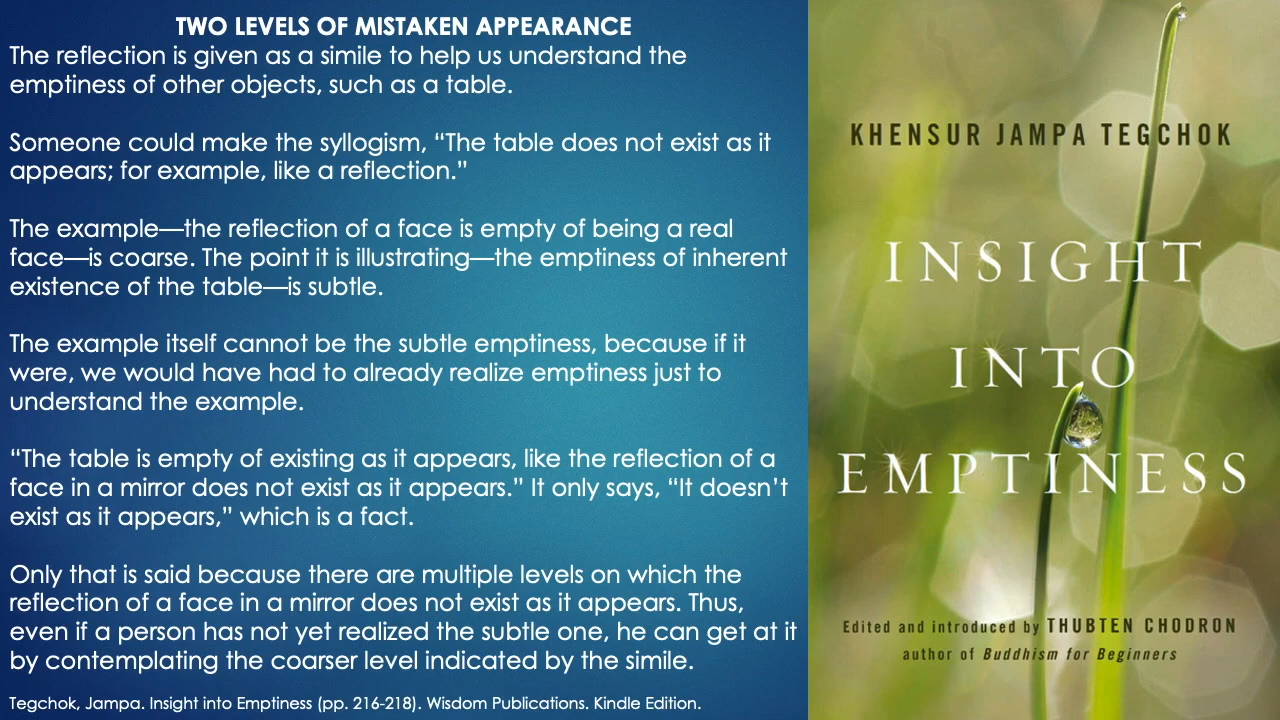 TWO LEVELS OF MISTAKEN APPEARANCE
The reflection is given as a simile to help us understand the
emptiness of other objects, such as a table.
Someone could make the syllogism, “The table does not exist as it
appears; for example, like a reflection.”
The example—the reflection of a face is empty of being a real
face—is coarse. The point it is illustrating—the emptiness of inherent
existence of the table—is subtle.
The example itself cannot be the subtle emptiness, because if it
were, we would have had to already realize emptiness just to
understand the example.
“The table is empty of existing as it appears, like the reflection of a
face in a mirror does not exist as it appears.” It only says, “It doesn’t
exist as it appears,” which is a fact.
Only that is said because there are multiple levels on which the
reflection of a face in a mirror does not exist as it appears. Thus,
even if a person has not yet realized the subtle one, he can get at it
by contemplating the coarser level indicated by the simile.
Tegchok, Jampa. Insight into Emptiness (pp. 216-218). Wisdom Publications. Kindle Edition.
KHENSUR JAMPA TEGCHOK
INSIGHT
INTO
EMPTINESS
Edited and introduced by THUBTEN CHODRON
author of Buddhism for Beginners